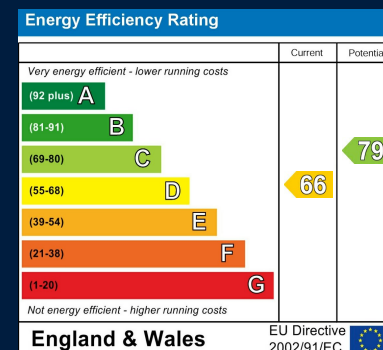 Energy Efficiency Rating
Current Potentia
Very energy efficient - lower running costs
(92 plus) A
(81-91) B
(69-80) C
79
(55-68) D
66
(39-54) E
(21-38) F
(1-20) G
Not energy efficient - higher running costs
England & Wales
EU Directive
2002/91/EC